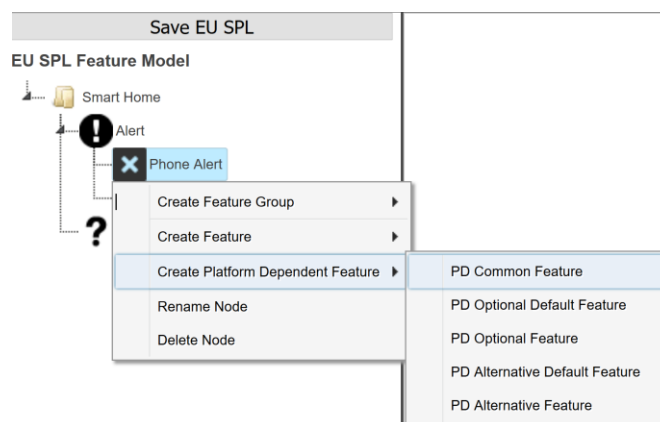 Save EU SPL
EU SPL Feature Model
Smart Home
Alert
Phone Alert
?
Create Feature Group
Create Feature
Create Platform Dependent Feature
Rename Node
Delete Node
PD Common Feature
PD Optional Default Feature
PD Optional Feature
PD Alternative Default Feature
PD Alternative Feature